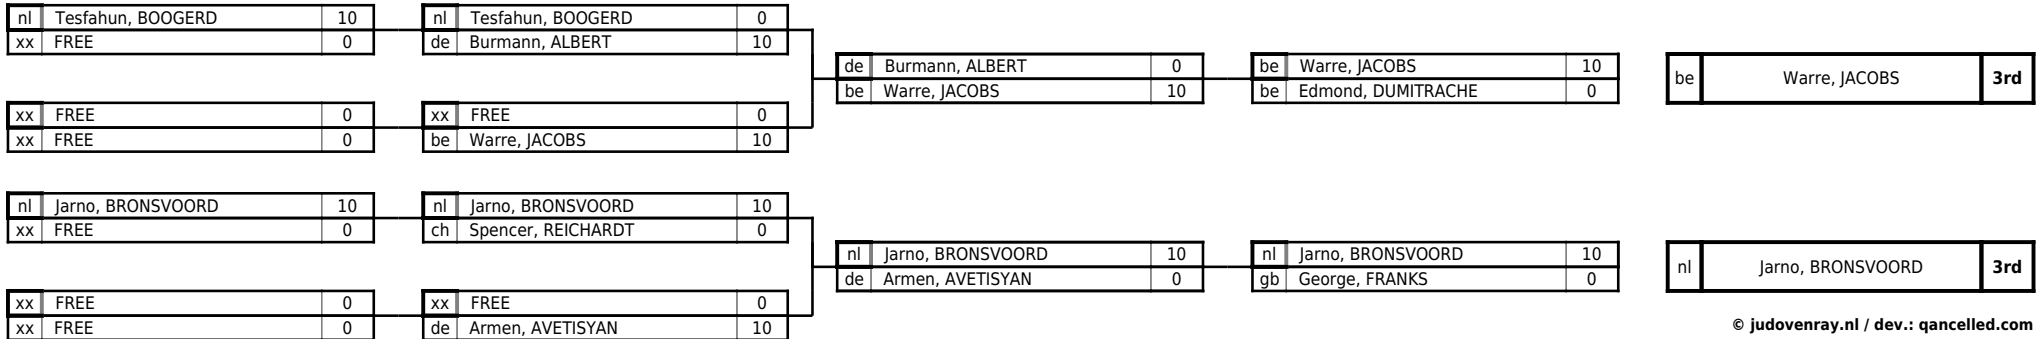 nl Tesfahun, BOOGERD 10 nl Tesfahun, BOOGERD 0
xx FREE 0 de Burmann, ALBERT 10
de Burmann, ALBERT 0 be Warre, JACOBS 10 be Warre, JACOBS 3rd
be Warre, JACOBS 10 be Edmond, DUMITRACHE 0
xx FREE 0 xx FREE 0
xx FREE 0 be Warre, JACOBS 10
nl Jarno, BRONSVOORD 10 nl Jarno, BRONSVOORD 10
xx FREE 0 ch Spencer, REICHARDT 0
nl Jarno, BRONSVOORD 10 nl Jarno, BRONSVOORD 10 nl Jarno, BRONSVOORD 3rd
de Armen, AVETISYAN 0 gb George, FRANKS 0
xx FREE 0 xx FREE 0
xx FREE 0 de Armen, AVETISYAN 10
© judovenray.nl / dev.: qancelled.com